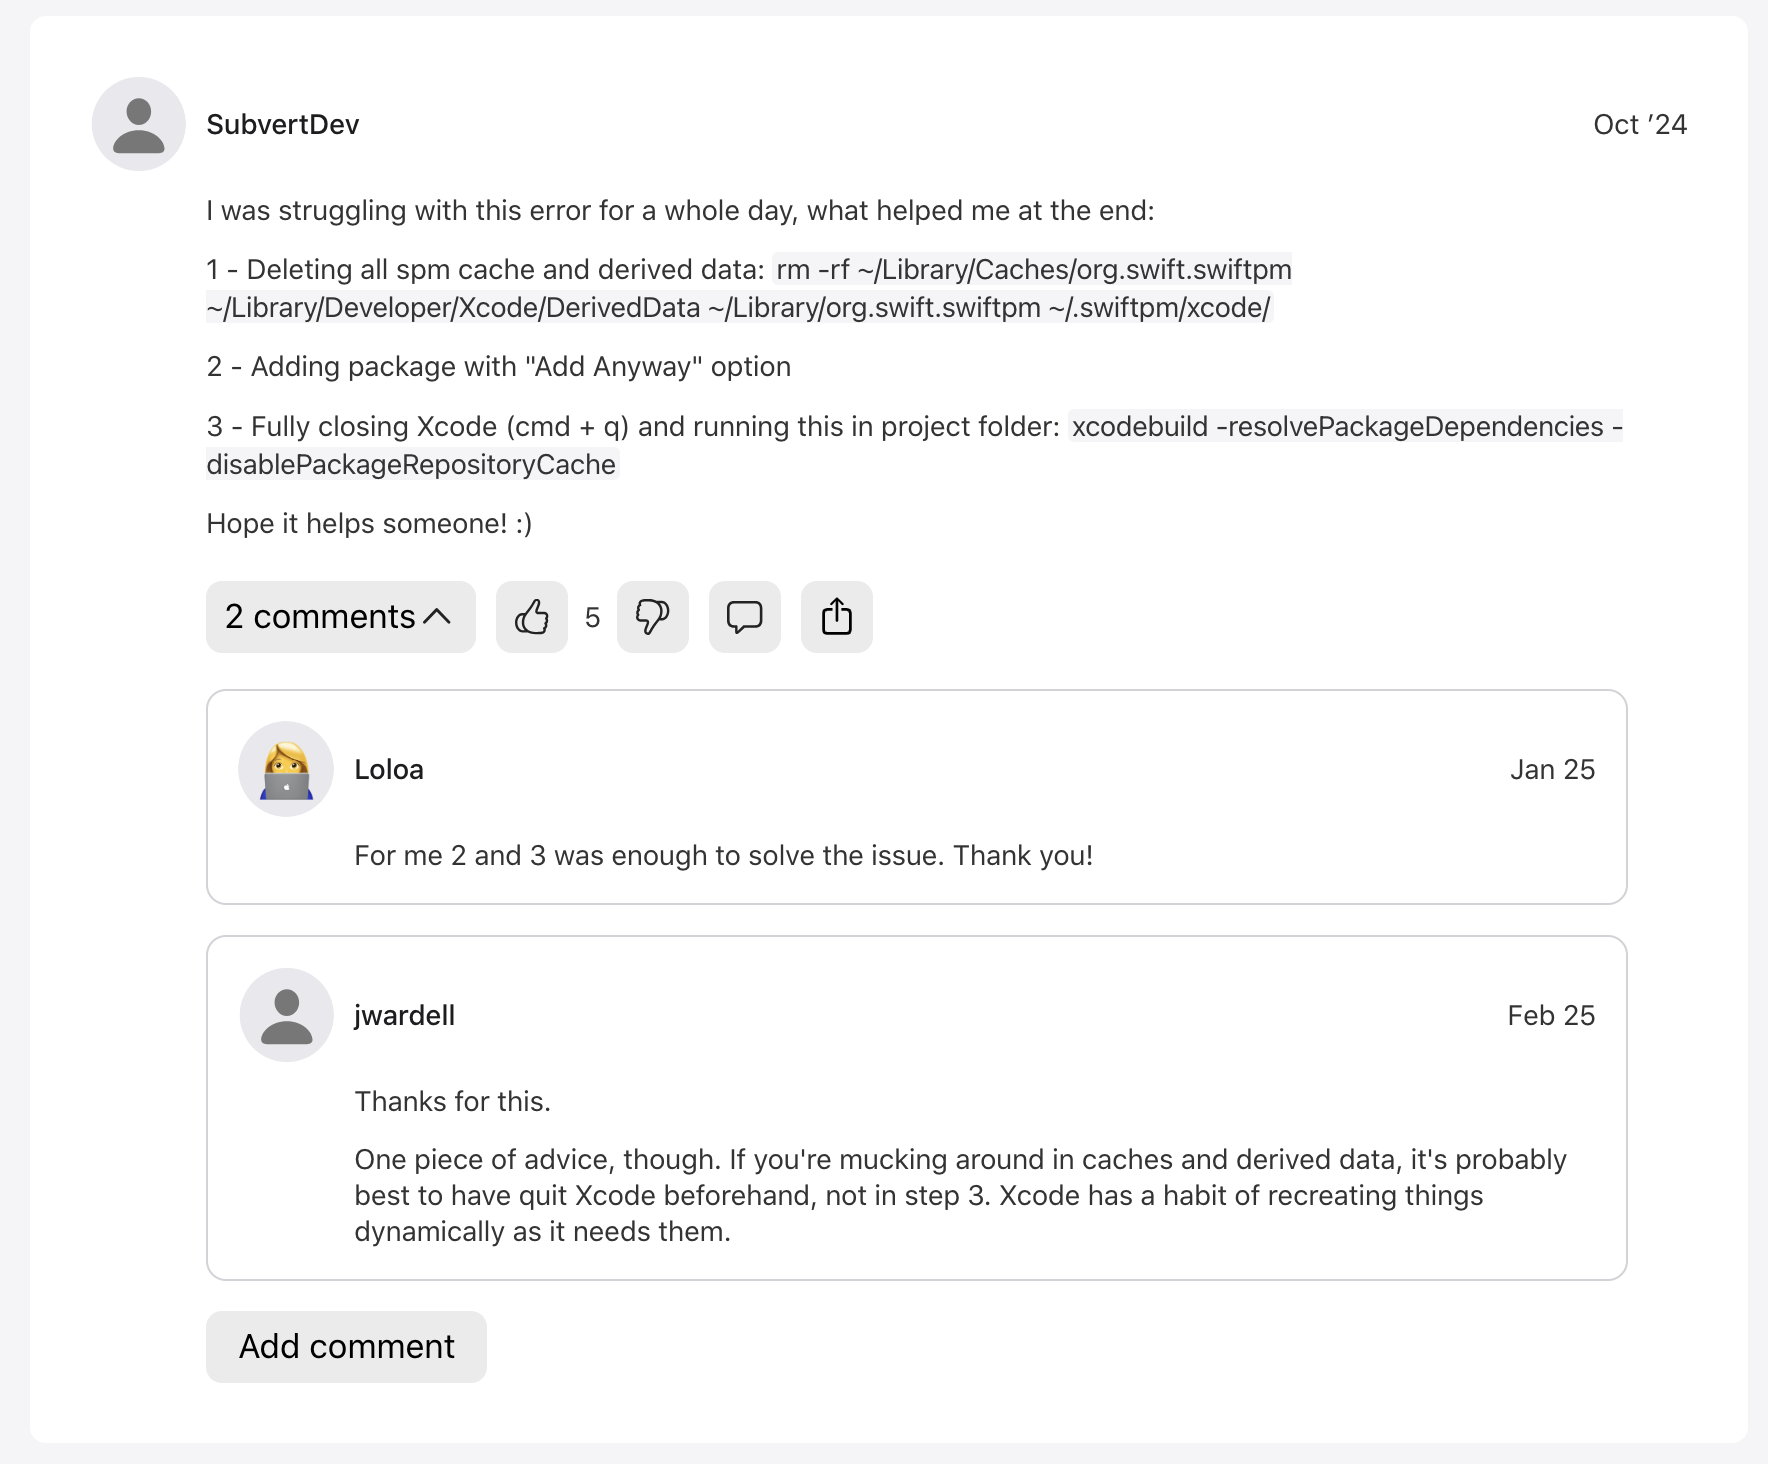 SubvertDev
Oct ’24
I was struggling with this error for a whole day, what helped me at the end:
1 - Deleting all spm cache and derived data: rm -rf ~/Library/Caches/org.swift.swiftpm
~/Library/Developer/Xcode/DerivedData ~/Library/org.swift.swiftpm ~/.swiftpm/xcode/
2 - Adding package with "Add Anyway" option
3 - Fully closing Xcode (cmd + q) and running this in project folder: xcodebuild -resolvePackageDependencies -
disablePackageRepositoryCache
Hope it helps someone! :)
2 comments
5
Loloa
Jan 25
For me 2 and 3 was enough to solve the issue. Thank you!
jwardell
Feb 25
Thanks for this.
One piece of advice, though. If you're mucking around in caches and derived data, it's probably
best to have quit Xcode beforehand, not in step 3. Xcode has a habit of recreating things
dynamically as it needs them.
Add comment